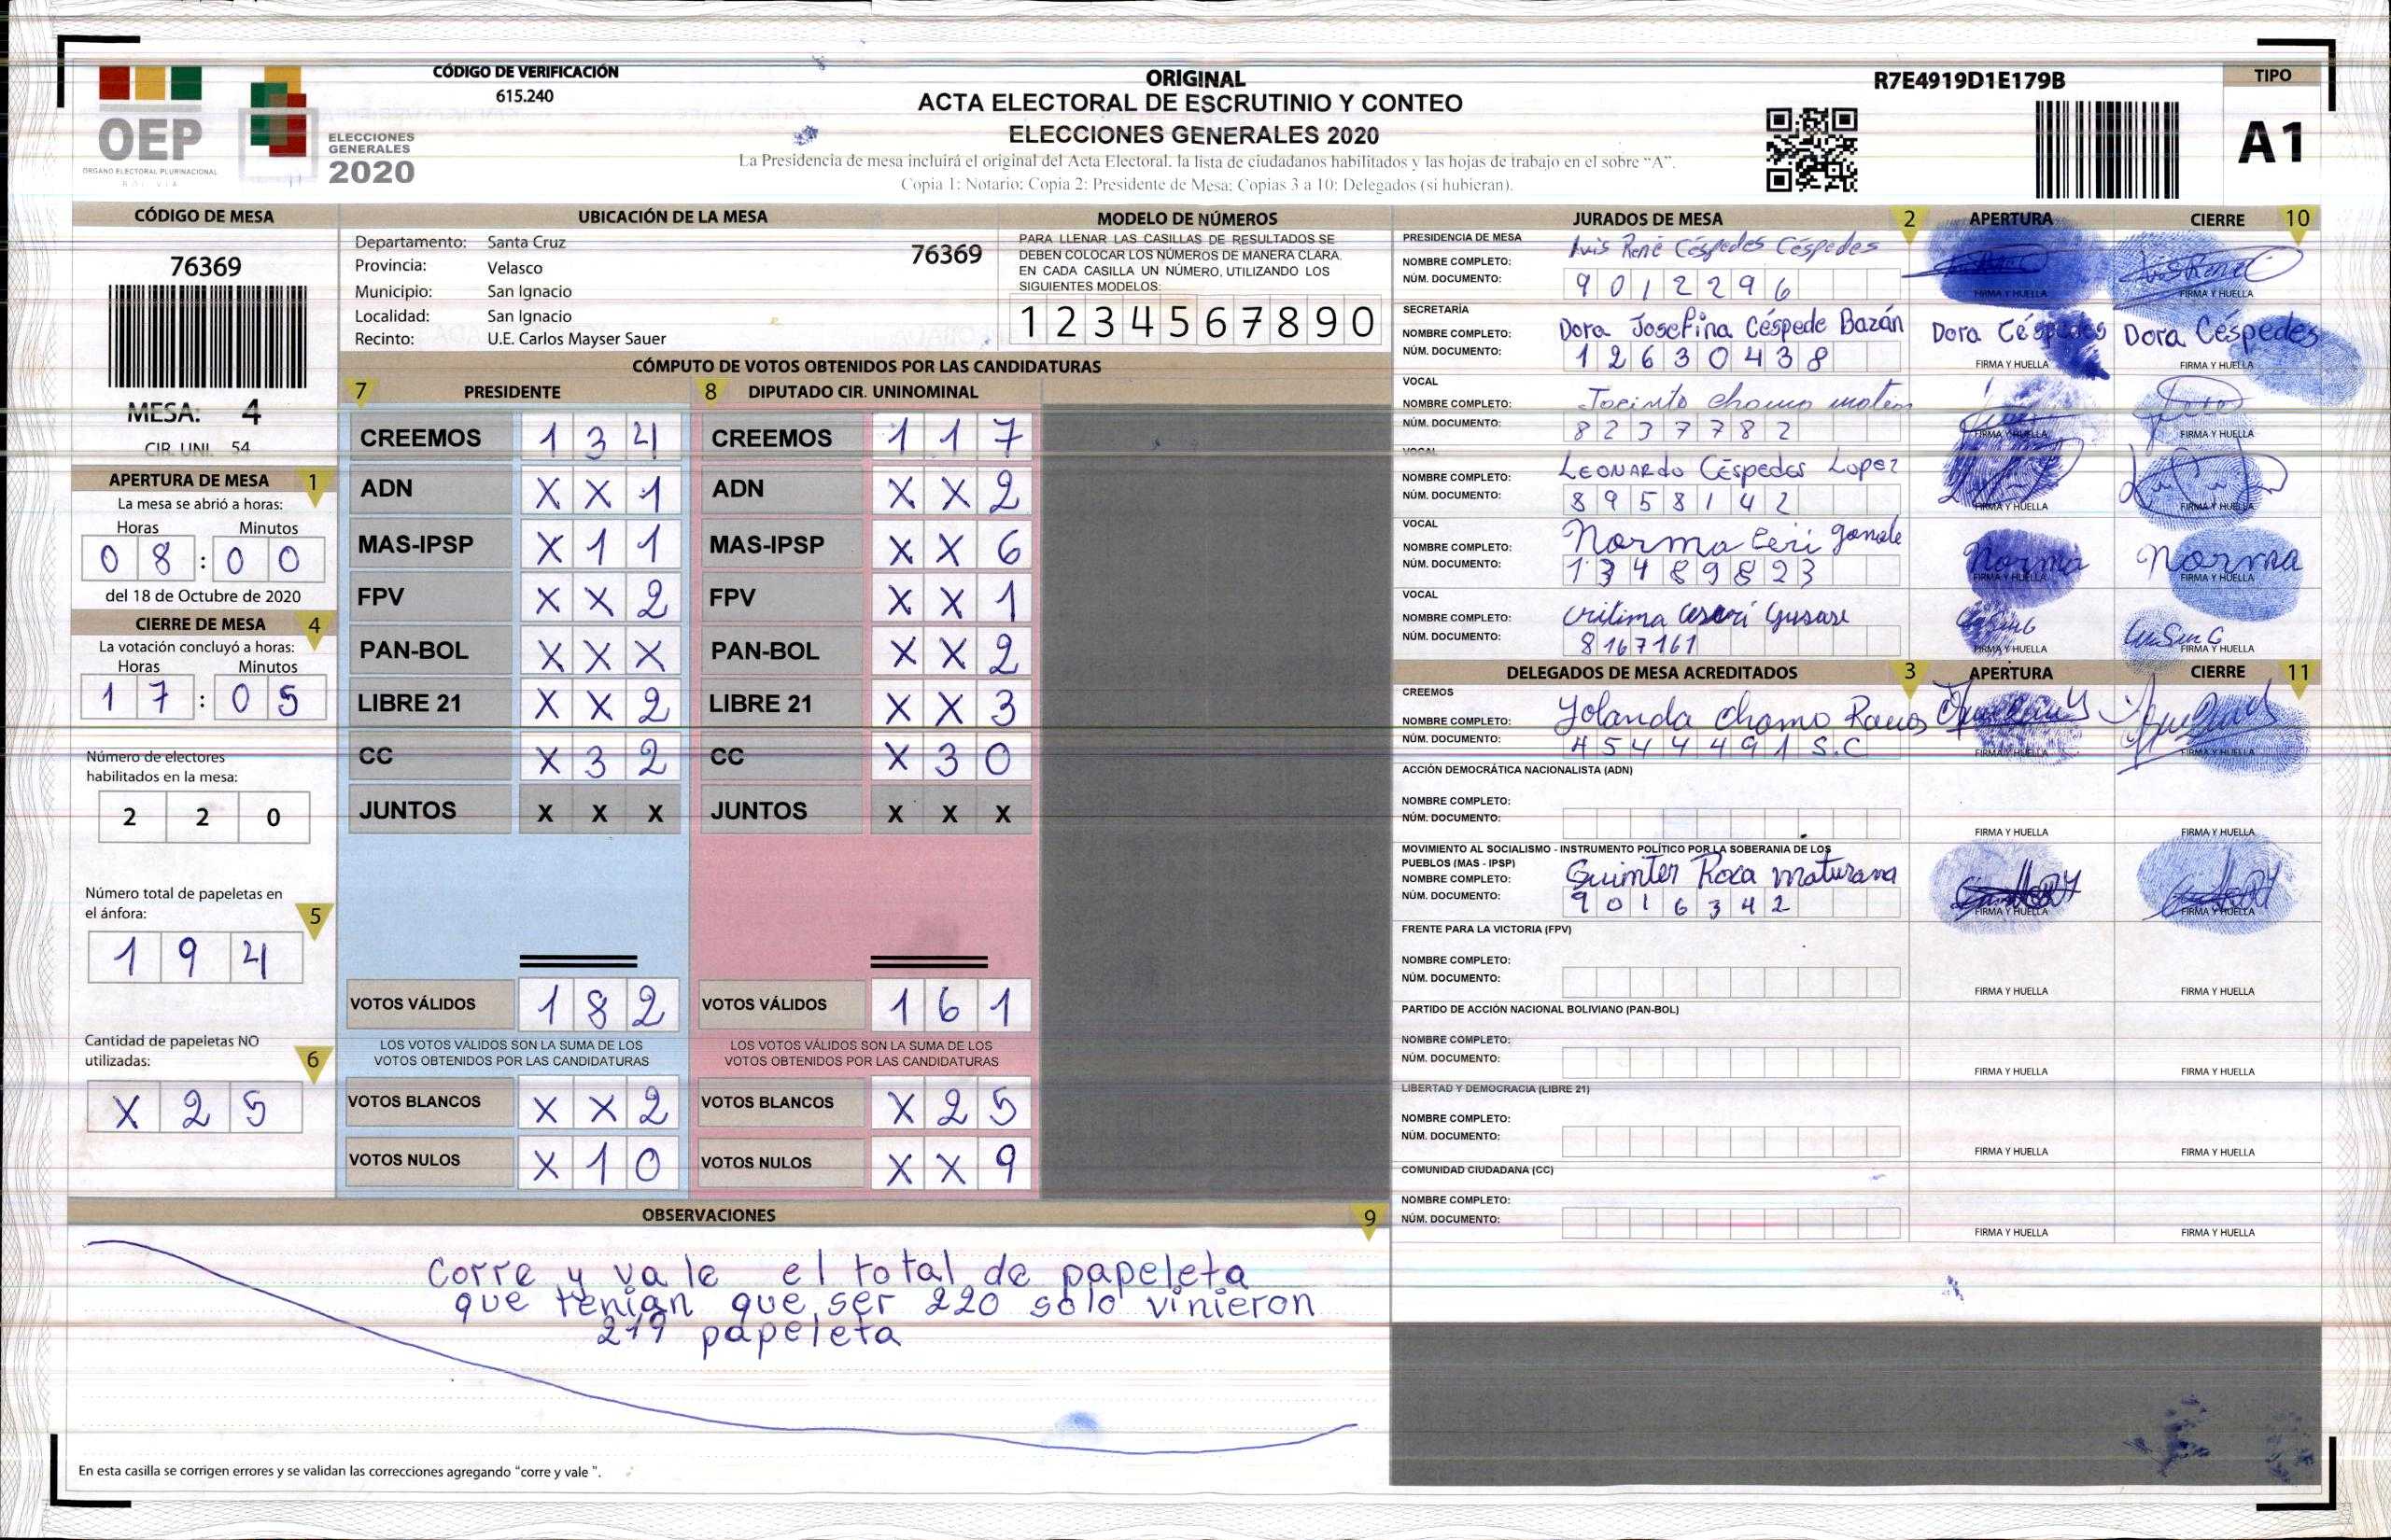 CÓDIGO DE VERIFICACIÓN
615.240
OEP
ÓRGANO ELECTORAL PLURINACIONAL
ELECCIONES
GENERALES
2020
ORIGINAL
ACTA ELECTORAL DE ESCRUTINIO Y CONTEO
ELECCIONES GENERALES 2020
La Presidencia de mesa incluirá el original del Acta Electoral, la lista de ciudadanos habilitados y las hojas de trabajo en el sobre “A”.
Copia 1: Notario; Copia 2: Presidente de Mesa; Copias 3 a 10: Delegados (si hubieran).
R7E4919D1E179B
TIPO
A1
CÓDIGO DE MESA
76369
MESA: 4
CIR. UNI. 54
APERTURA DE MESA 1
La mesa se abrió a horas:
Horas Minutos
0 8 : 0 0
del 18 de Octubre de 2020
CIERRE DE MESA 4
La votación concluyó a horas:
Horas Minutos
1 7 : 0 5
Número de electores
habilitados en la mesa:
2 2 0
Número total de papeletas en
el ánfora: 5
1 9 4
Cantidad de papeletas NO
utilizadas: 6
X 2 5
UBICACIÓN DE LA MESA
Departamento: Santa Cruz 76369
Provincia: Velasco
Municipio: San Ignacio
Localidad: San Ignacio
Recinto: U.E. Carlos Mayser Sauer
MODELO DE NÚMEROS
PARA LLENAR LAS CASILLAS DE RESULTADOS SE
DEBEN COLOCAR LOS NÚMEROS DE MANERA CLARA.
EN CADA CASILLA UN NÚMERO, UTILIZANDO LOS
SIGUIENTES MODELOS:
1 2 3 4 5 6 7 8 9 0
CÓMPUTO DE VOTOS OBTENIDOS POR LAS CANDIDATURAS
7 PRESIDENTE 8 DIPUTADO CIR. UNINOMINAL
CREEMOS 1 3 4 CREEMOS 1 1 7
ADN X X 1 ADN X X 2
MAS-IPSP X 1 1 MAS-IPSP X X 6
FPV X X 2 FPV X X 1
PAN-BOL X X X PAN-BOL X X 2
LIBRE 21 X X 2 LIBRE 21 X X 3
CC X 3 2 CC X 3 0
JUNTOS X X X JUNTOS X X X
VOTOS VÁLIDOS 1 8 2 VOTOS VÁLIDOS 1 6 1
LOS VOTOS VÁLIDOS SON LA SUMA DE LOS LOS VOTOS VÁLIDOS SON LA SUMA DE LOS
VOTOS OBTENIDOS POR LAS CANDIDATURAS VOTOS OBTENIDOS POR LAS CANDIDATURAS
VOTOS BLANCOS X X 2 VOTOS BLANCOS X 2 5
VOTOS NULOS X 1 0 VOTOS NULOS X X 9
OBSERVACIONES 9
Corre y vale el total de papeleta
que tenian que ser 220 solo vinieron
219 papeleta
En esta casilla se corrigen errores y se validan las correcciones agregando “corre y vale ”.
JURADOS DE MESA 2 APERTURA CIERRE 10
PRESIDENCIA DE MESA
NOMBRE COMPLETO: Luis René Céspedes Céspedes
NÚM. DOCUMENTO: 9 0 1 2 2 9 6
FIRMA Y HUELLA FIRMA Y HUELLA
SECRETARÍA
NOMBRE COMPLETO: Dora Josefina Céspede Bazán Dora Céspedes Dora Céspedes
NÚM. DOCUMENTO: 1 2 6 3 0 4 3 8
FIRMA Y HUELLA FIRMA Y HUELLA
VOCAL
NOMBRE COMPLETO: Jacinto
NÚM. DOCUMENTO: 8 2 3 7 7 8 2
FIRMA Y HUELLA FIRMA Y HUELLA
VOCAL
NOMBRE COMPLETO: Leonardo Céspedes Lopez
NÚM. DOCUMENTO: 8 9 5 8 1 4 2
FIRMA Y HUELLA FIRMA Y HUELLA
VOCAL
NOMBRE COMPLETO: Norma Norma Norma
NÚM. DOCUMENTO: 1 3 4 8 9 8 2 3
FIRMA Y HUELLA FIRMA Y HUELLA
VOCAL
NOMBRE COMPLETO:
NÚM. DOCUMENTO: 8 1 6 7 1 6 1
FIRMA Y HUELLA FIRMA Y HUELLA
DELEGADOS DE MESA ACREDITADOS 3 APERTURA CIERRE 11
CREEMOS
NOMBRE COMPLETO: Yolanda Chamo
NÚM. DOCUMENTO: 4 5 4 4 4 9 1 S.C
FIRMA Y HUELLA FIRMA Y HUELLA
ACCIÓN DEMOCRÁTICA NACIONALISTA (ADN)
NOMBRE COMPLETO:
NÚM. DOCUMENTO:
FIRMA Y HUELLA FIRMA Y HUELLA
MOVIMIENTO AL SOCIALISMO - INSTRUMENTO POLÍTICO POR LA SOBERANIA DE LOS
PUEBLOS (MAS - IPSP)
NOMBRE COMPLETO: Guinter Roca Maturana
NÚM. DOCUMENTO: 9 0 1 6 3 4 2
FIRMA Y HUELLA FIRMA Y HUELLA
FRENTE PARA LA VICTORIA (FPV)
NOMBRE COMPLETO:
NÚM. DOCUMENTO:
FIRMA Y HUELLA FIRMA Y HUELLA
PARTIDO DE ACCIÓN NACIONAL BOLIVIANO (PAN-BOL)
NOMBRE COMPLETO:
NÚM. DOCUMENTO:
FIRMA Y HUELLA FIRMA Y HUELLA
LIBERTAD Y DEMOCRACIA (LIBRE 21)
NOMBRE COMPLETO:
NÚM. DOCUMENTO:
FIRMA Y HUELLA FIRMA Y HUELLA
COMUNIDAD CIUDADANA (CC)
NOMBRE COMPLETO:
NÚM. DOCUMENTO:
FIRMA Y HUELLA FIRMA Y HUELLA